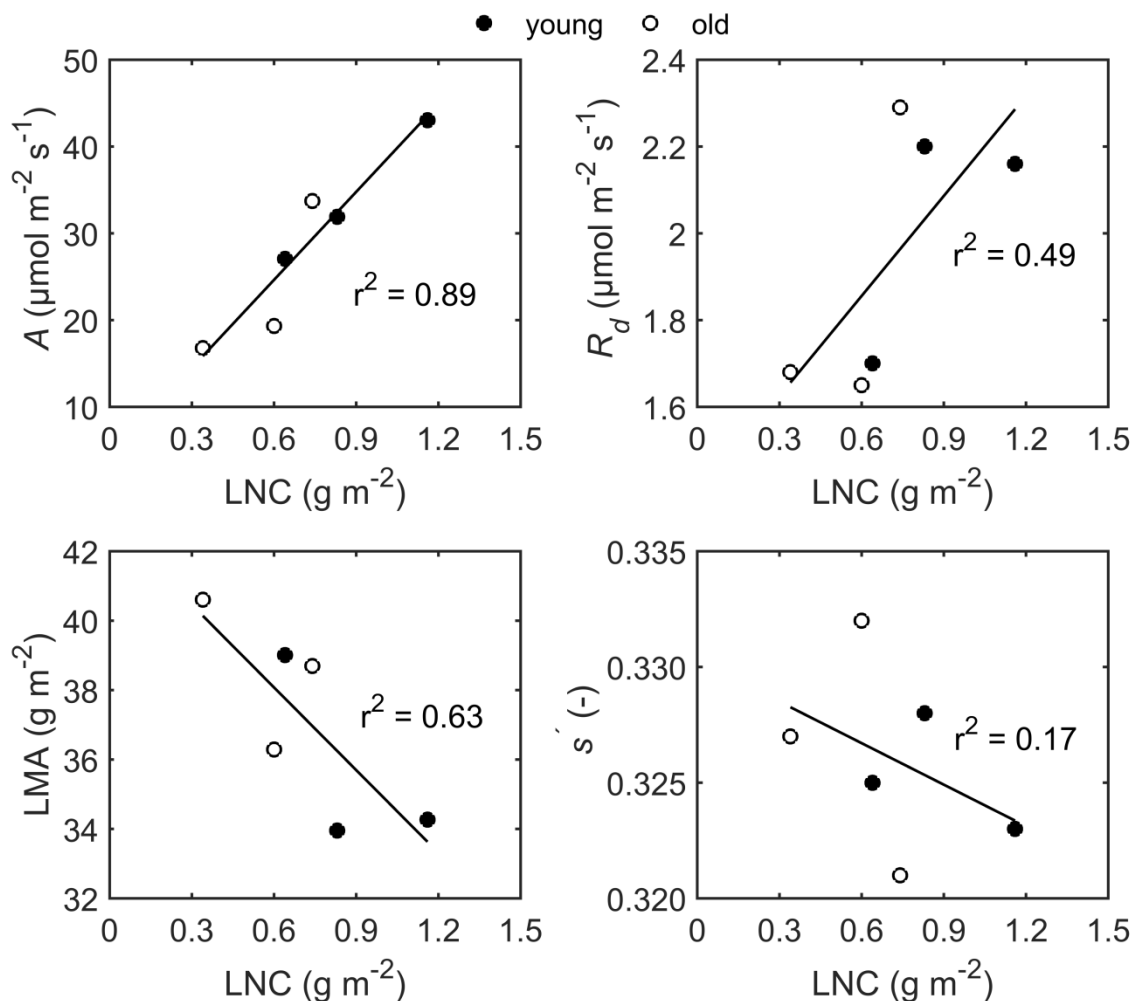 young old
A (µmol m⁻² s⁻¹)
50
40
30
20
10
r² = 0.89
0 0.3 0.6 0.9 1.2 1.5
LNC (g m⁻²)
R_d (µmol m⁻² s⁻¹)
2.4
2.2
2
1.8
1.6
r² = 0.49
0 0.3 0.6 0.9 1.2 1.5
LNC (g m⁻²)
LMA (g m⁻²)
42
40
38
36
34
32
r² = 0.63
0 0.3 0.6 0.9 1.2 1.5
LNC (g m⁻²)
s´ (-)
0.335
0.330
0.325
0.320
r² = 0.17
0 0.3 0.6 0.9 1.2 1.5
LNC (g m⁻²)